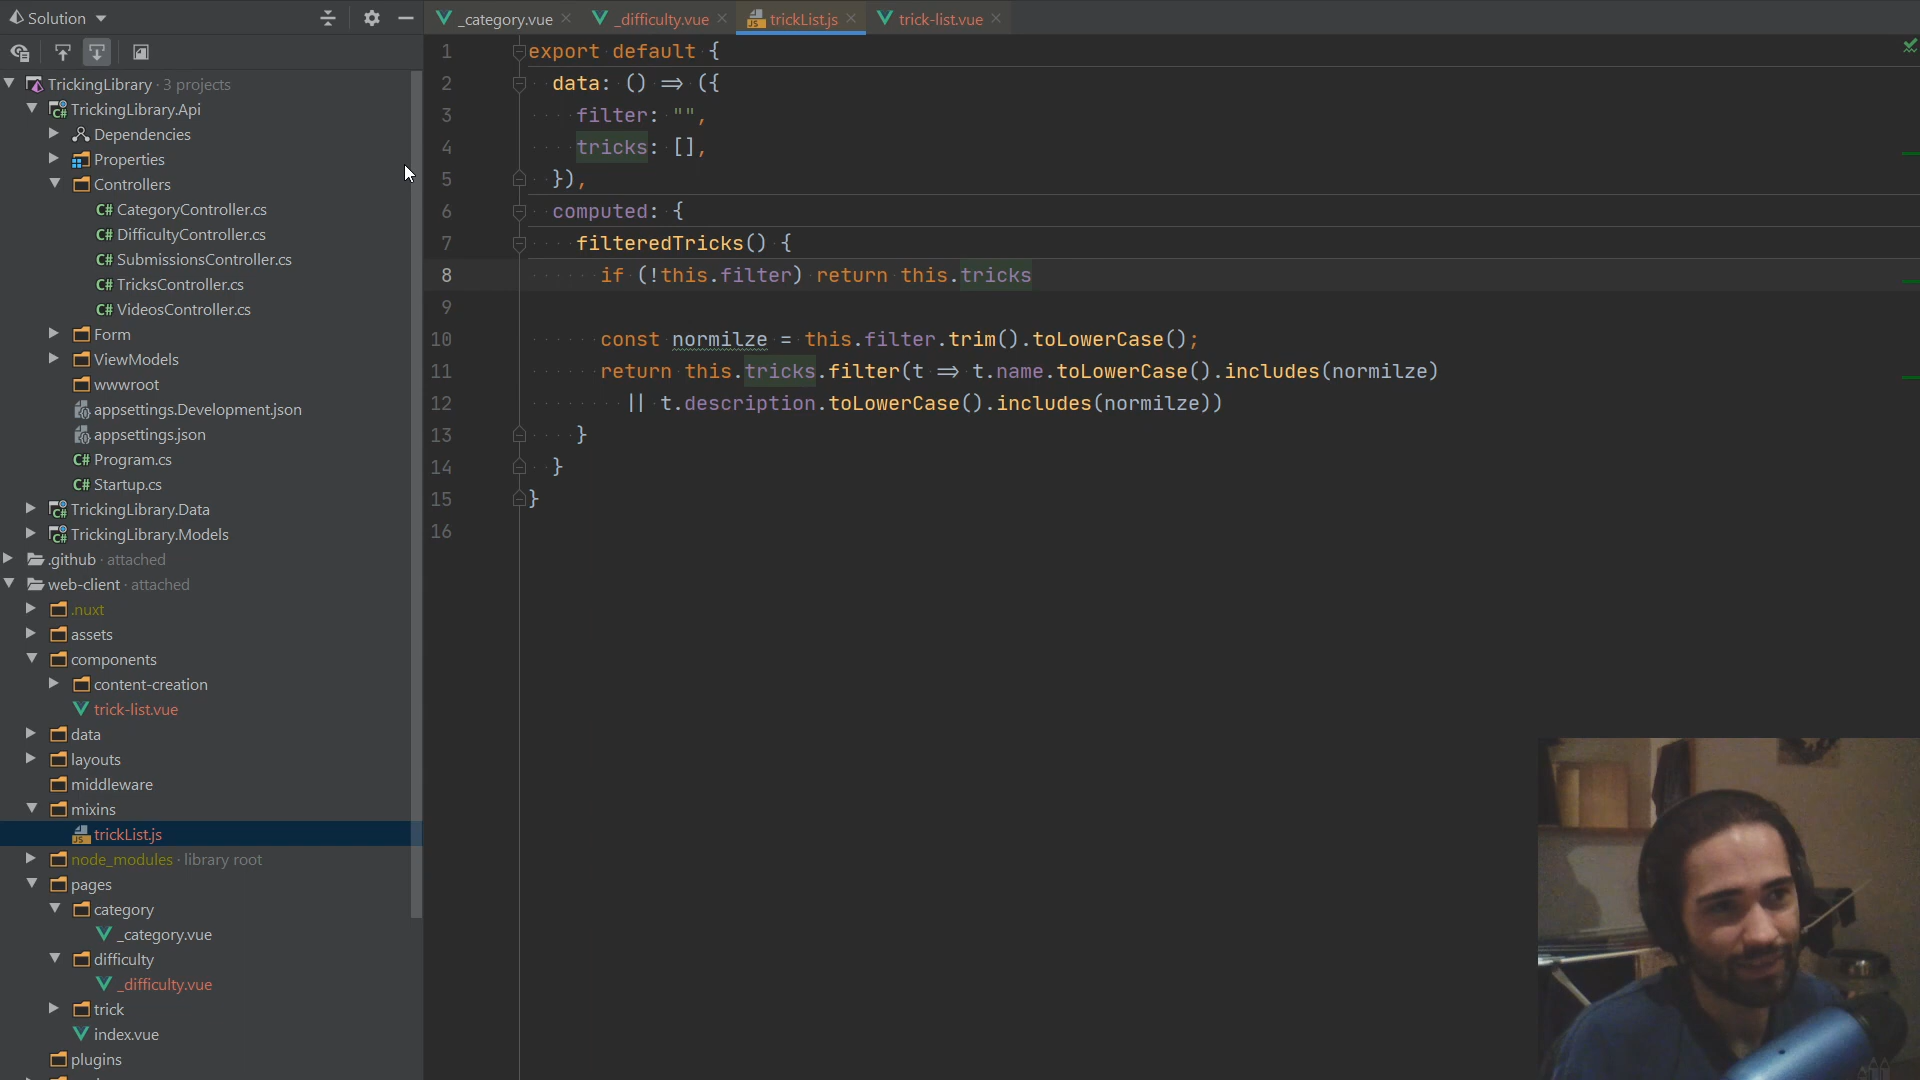 Solution
_category.vue
_difficulty.vue
trickList.js
trick-list.vue
TrickingLibrary · 3 projects
TrickingLibrary.Api
Dependencies
Properties
Controllers
C# CategoryController.cs
C# DifficultyController.cs
C# SubmissionsController.cs
C# TricksController.cs
C# VideosController.cs
Form
ViewModels
wwwroot
appsettings.Development.json
appsettings.json
C# Program.cs
C# Startup.cs
TrickingLibrary.Data
TrickingLibrary.Models
.github · attached
web-client · attached
.nuxt
assets
components
content-creation
trick-list.vue
data
layouts
middleware
mixins
trickList.js
node_modules · library root
pages
category
_category.vue
difficulty
_difficulty.vue
trick
index.vue
plugins
1 export default {
2 data: () => ({
3 filter: "",
4 tricks: [],
5 }),
6 computed: {
7 filteredTricks() {
8 if (!this.filter) return this.tricks
9
10 const normilze = this.filter.trim().toLowerCase();
11 return this.tricks.filter(t => t.name.toLowerCase().includes(normilze)
12 || t.description.toLowerCase().includes(normilze))
13 }
14 }
15 }
16